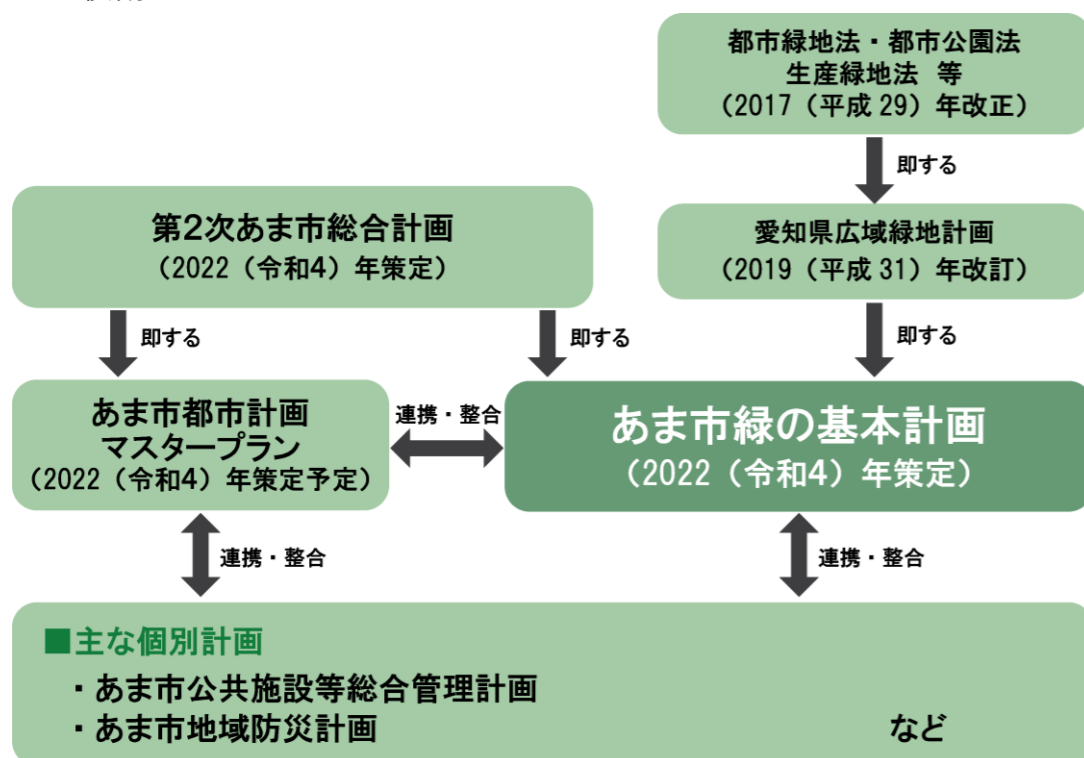 都市緑地法・都市公園法
生産緑地法 等
（2017（平成 29）年改正）
即する
第2次あま市総合計画
（2022（令和4）年策定）
愛知県広域緑地計画
（2019（平成 31）年改訂）
即する
即する
即する
あま市都市計画
マスタープラン
（2022（令和4）年策定予定）
連携・整合
あま市緑の基本計画
（2022（令和4）年策定）
連携・整合
連携・整合
■主な個別計画
・あま市公共施設等総合管理計画
・あま市地域防災計画
など